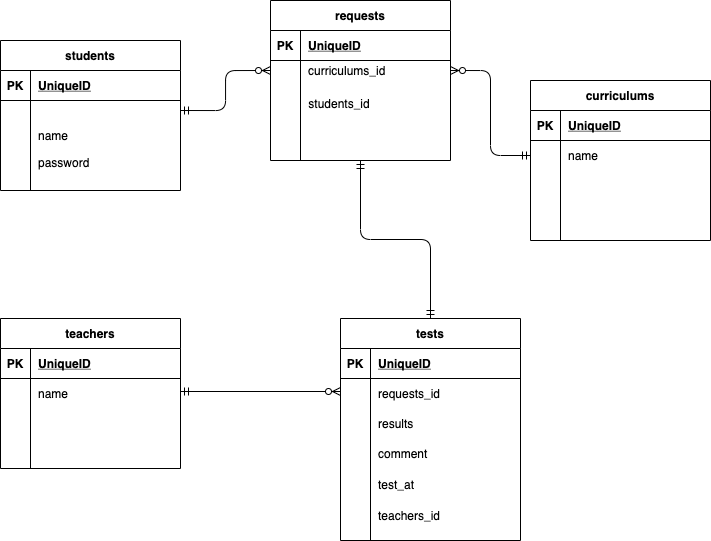 requests
PK UniqueID
curriculums_id
students_id
students
PK UniqueID
name
password
curriculums
PK UniqueID
name
teachers
PK UniqueID
name
tests
PK UniqueID
requests_id
results
comment
test_at
teachers_id